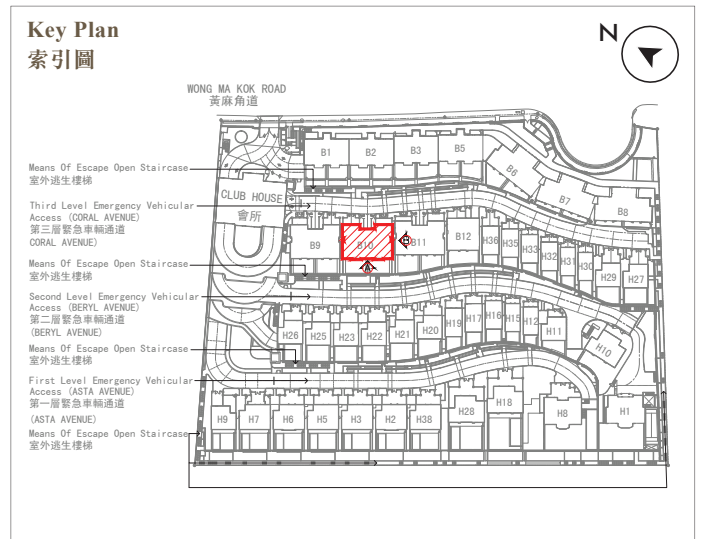 Key Plan
索引圖
N
WONG MA KOK ROAD
黃麻角道
Means Of Escape Open Staircase
室外逃生樓梯
Third Level Emergency Vehicular
Access (CORAL AVENUE)
第三層緊急車輛通道
CORAL AVENUE)
Means Of Escape Open Staircase
室外逃生樓梯
Second Level Emergency Vehicular
Access (BERYL AVENUE)
第二層緊急車輛通道
(BERYL AVENUE)
Means Of Escape Open Staircase
室外逃生樓梯
First Level Emergency Vehicular
Access (ASTA AVENUE)
第一層緊急車輛通道
(ASTA AVENUE)
Means Of Escape Open Staircase
室外逃生樓梯
CLUB HOUSE
會所
B1 B2 B3 B5 B6 B7 B8
B9 B10 B11 B12 H36 H35 H33 H32 H31 H30 H29 H27
B
A
H26 H25 H23 H22 H21 H20 H19 H17 H16 H15 H12 H11 H10
H9 H7 H6 H5 H3 H2 H38 H28 H18 H8 H1